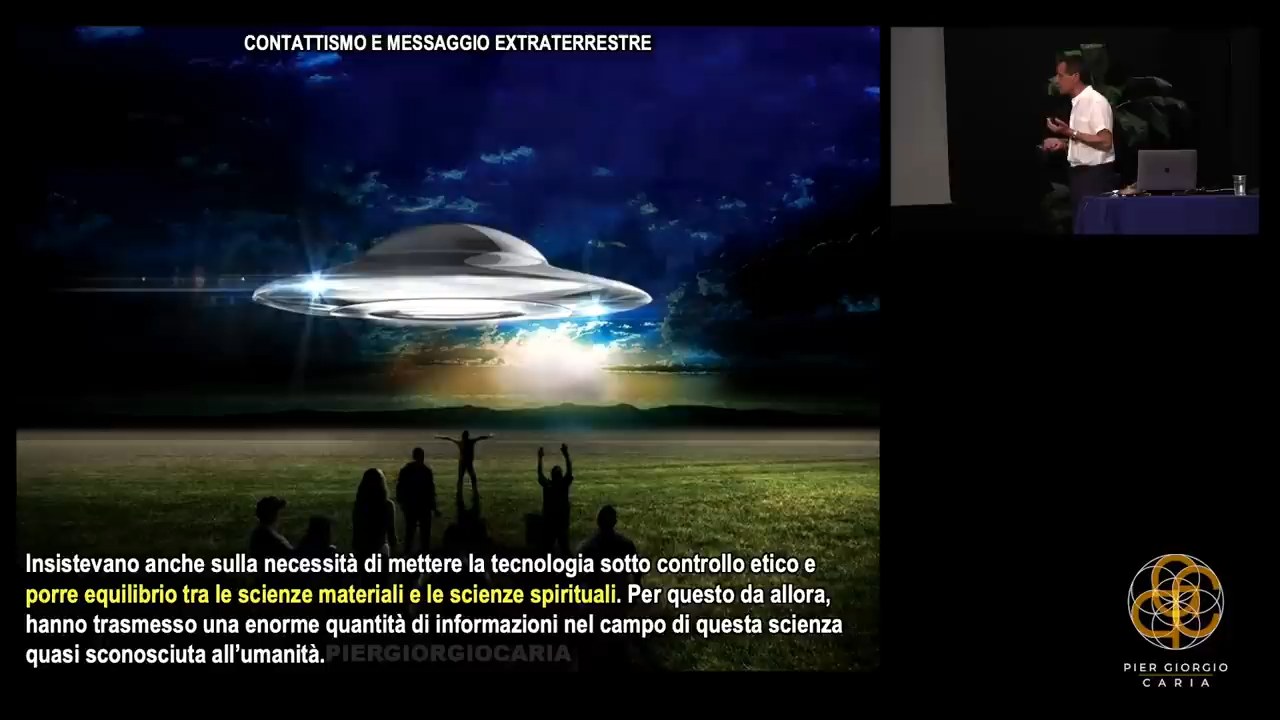 CONTATTISMO E MESSAGGIO EXTRATERRESTRE
Insistevano anche sulla necessità di mettere la tecnologia sotto controllo etico e
porre equilibrio tra le scienze materiali e le scienze spirituali. Per questo da allora,
hanno trasmesso una enorme quantità di informazioni nel campo di questa scienza
quasi sconosciuta all’umanità.
PIERGIORGIOCARIA
PIER GIORGIO
CARIA